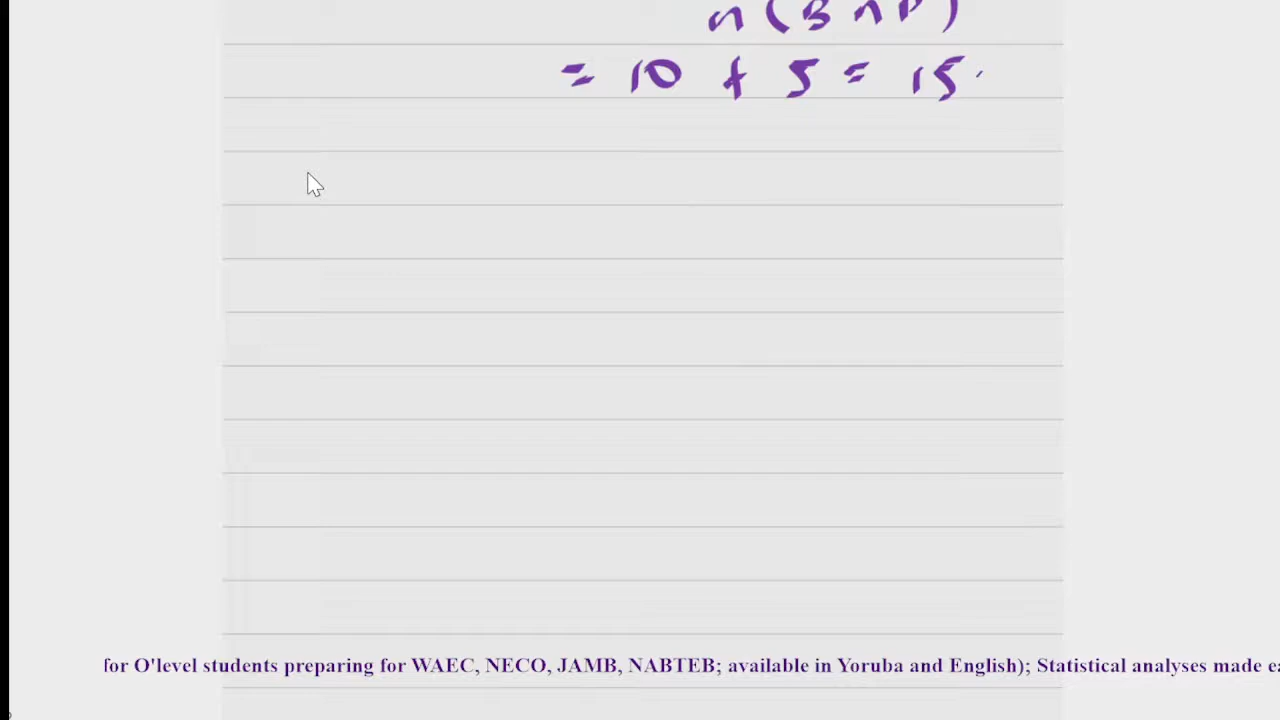 n (B n P)
= 10 + 5 = 15.
for O'level students preparing for WAEC, NECO, JAMB, NABTEB; available in Yoruba and English); Statistical analyses made ea